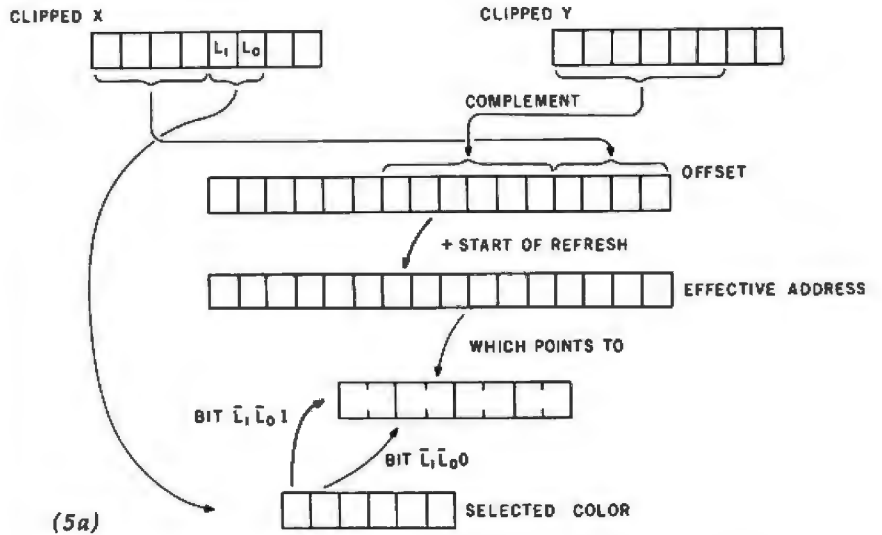 CLIPPED X
CLIPPED Y
L₁ L₀
COMPLEMENT
OFFSET
+ START OF REFRESH
EFFECTIVE ADDRESS
WHICH POINTS TO
BIT L̄₁L̄₀1
BIT L̄₁L̄₀0
SELECTED COLOR
(5a)